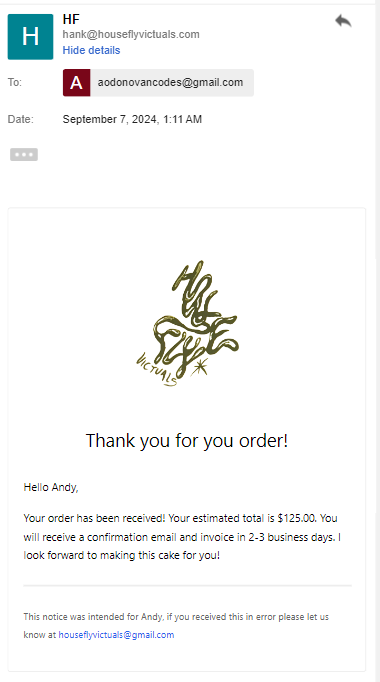 H
HF
hank@houseflyvictuals.com
Hide details
To:
A aodonovancodes@gmail.com
Date:
September 7, 2024, 1:11 AM
HOUSE
FLY
VICTUALS
Thank you for you order!
Hello Andy,
Your order has been received! Your estimated total is $125.00. You
will receive a confirmation email and invoice in 2-3 business days. I
look forward to making this cake for you!
This notice was intended for Andy, if you received this in error please let us
know at houseflyvictuals@gmail.com